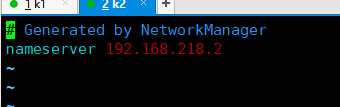 1 k1
2 k2
# Generated by NetworkManager
nameserver 192.168.218.2
~
~
~